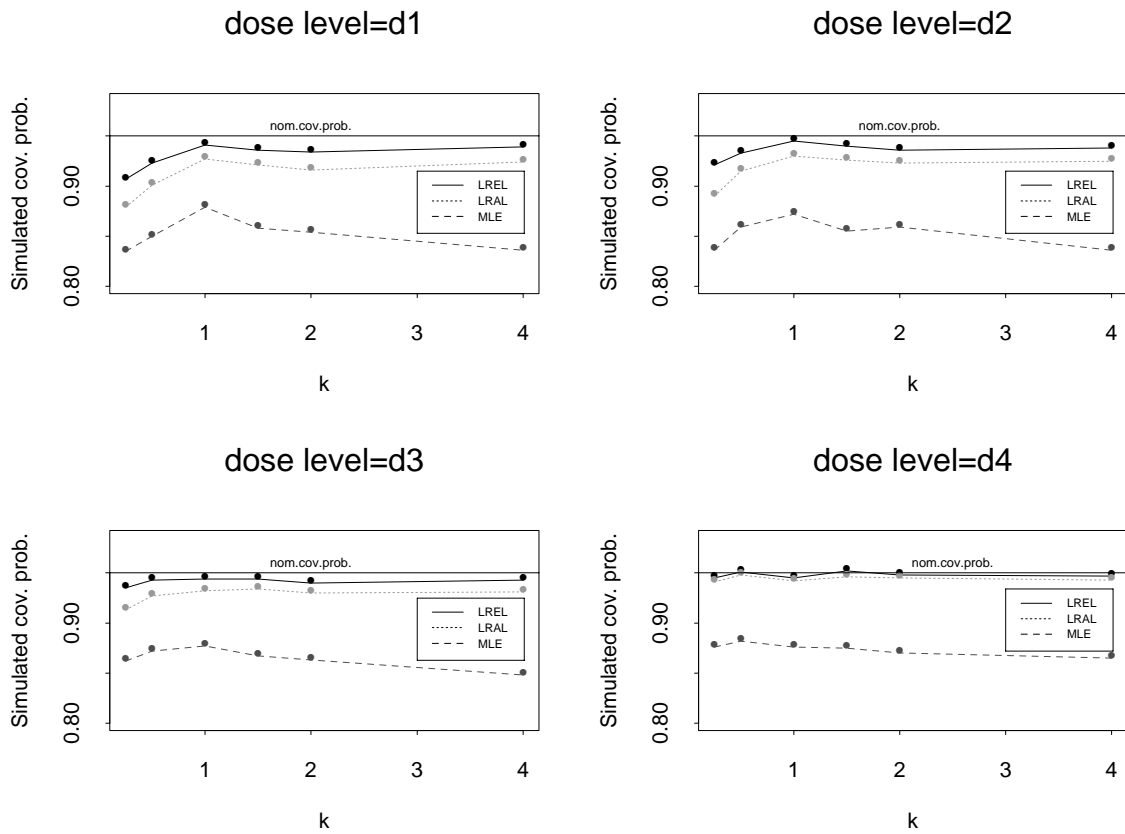 dose level=d1
Simulated cov. prob.
0.90
0.80
nom.cov.prob.
LREL
LRAL
MLE
1 2 3 4
k
dose level=d2
Simulated cov. prob.
0.90
0.80
nom.cov.prob.
LREL
LRAL
MLE
1 2 3 4
k
dose level=d3
Simulated cov. prob.
0.90
0.80
nom.cov.prob.
LREL
LRAL
MLE
1 2 3 4
k
dose level=d4
Simulated cov. prob.
0.90
0.80
nom.cov.prob.
LREL
LRAL
MLE
1 2 3 4
k